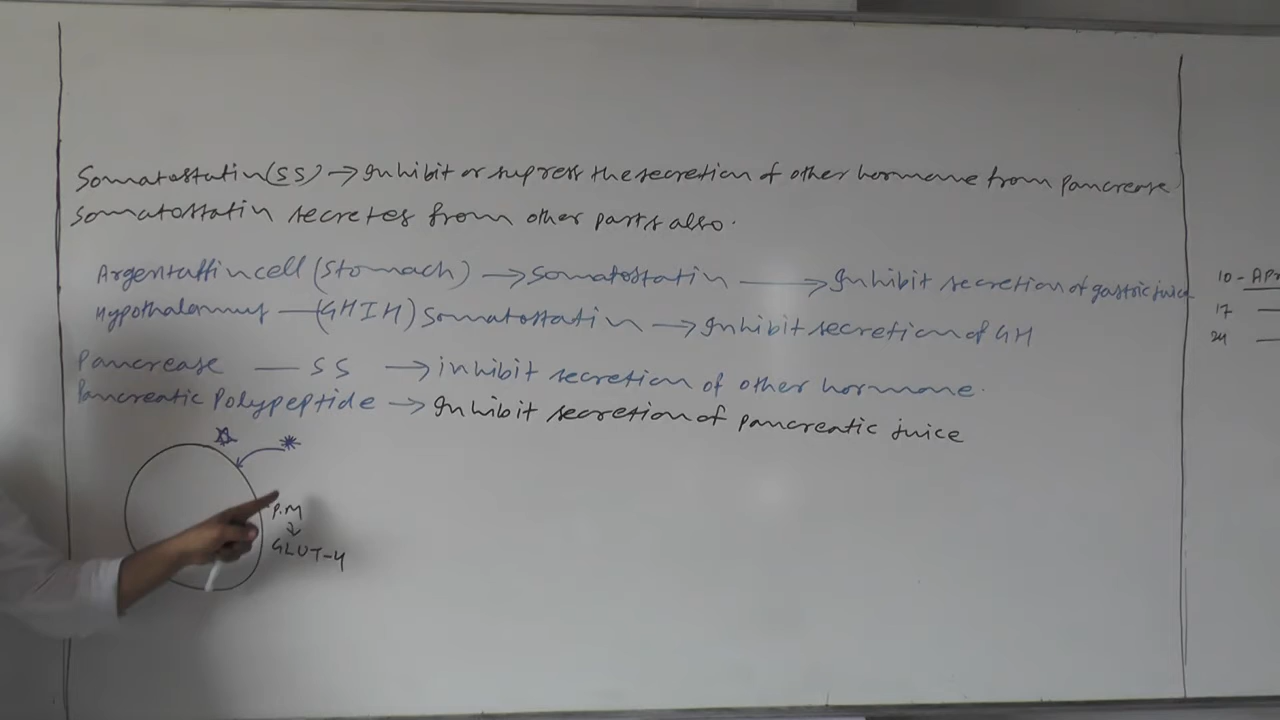 Somatostatin (SS) → Inhibit or supress the secretion of other hormone from pancrease
Somatostatin secretes from other parts also.
Argentaffin cell (Stomach) → Somatostatin → Inhibit secretion of gastric juice
Hypothalamus — (GHIH) Somatostatin → Inhibit secretion of GH
Pancrease — SS → inhibit secretion of other hormone.
Pancreatic Polypeptide → Inhibit secretion of pancreatic juice
P.M
↓
GLUT-4
10 - Apr
17 —
24 —